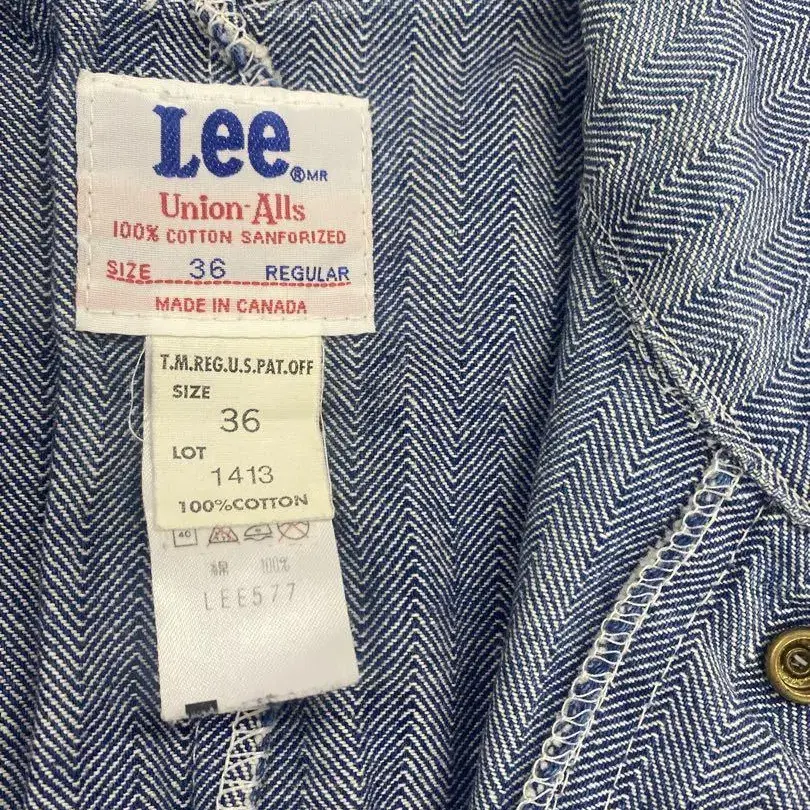 Lee®MR
Union-Alls
100% COTTON SANFORIZED
SIZE 36 REGULAR
MADE IN CANADA
T.M.REG.U.S.PAT.OFF
SIZE
36
LOT
1413
100%COTTON
40
綿 100%
LEE577